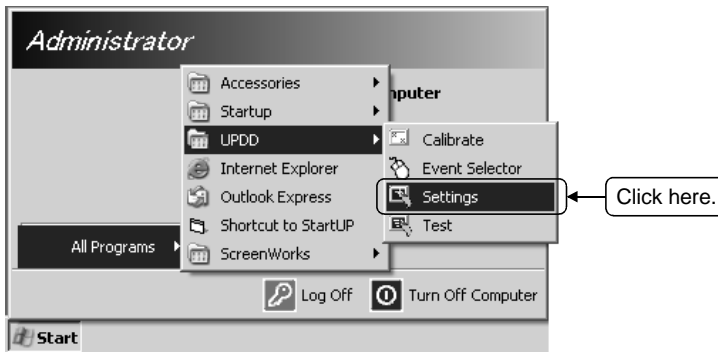 Administrator
Accessories
Startup
UPDD
Internet Explorer
Outlook Express
Shortcut to StartUP
ScreenWorks
Calibrate
Event Selector
Settings
Test
Click here.
All Programs
Log Off
Turn Off Computer
Start